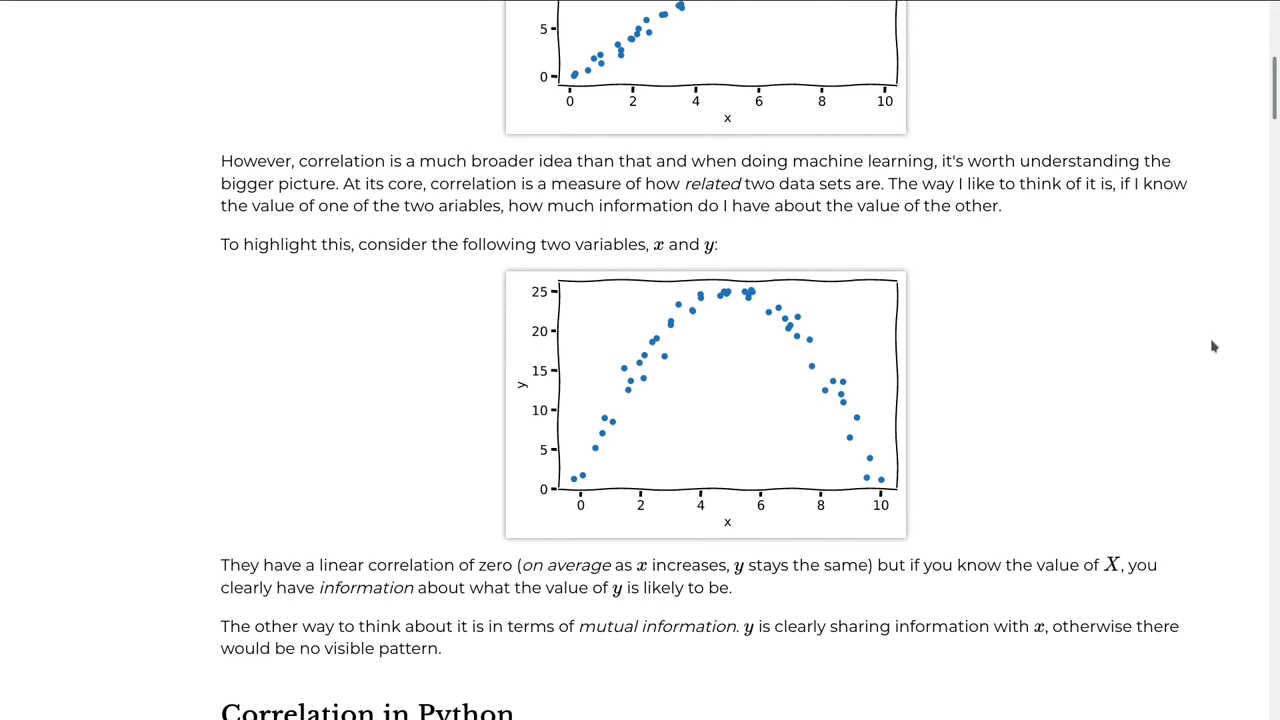 5
0
0 2 4 6 8 10
x
However, correlation is a much broader idea than that and when doing machine learning, it's worth understanding the
bigger picture. At its core, correlation is a measure of how related two data sets are. The way I like to think of it is, if I know
the value of one of the two ariables, how much information do I have about the value of the other.
To highlight this, consider the following two variables, x and y:
25
20
15
y
10
5
0
0 2 4 6 8 10
x
They have a linear correlation of zero (on average as x increases, y stays the same) but if you know the value of X, you
clearly have information about what the value of y is likely to be.
The other way to think about it is in terms of mutual information. y is clearly sharing information with x, otherwise there
would be no visible pattern.
Correlation in Python